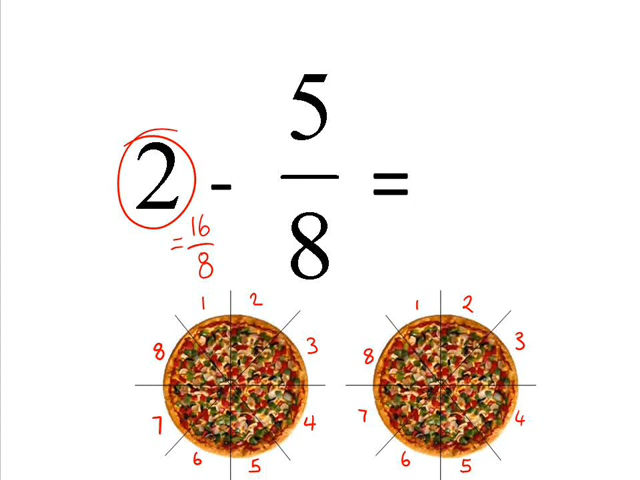 2 - 5/8 =
= 16/8
1 2 1 2
8 3 8 3
7 4 7 4
6 5 6 5